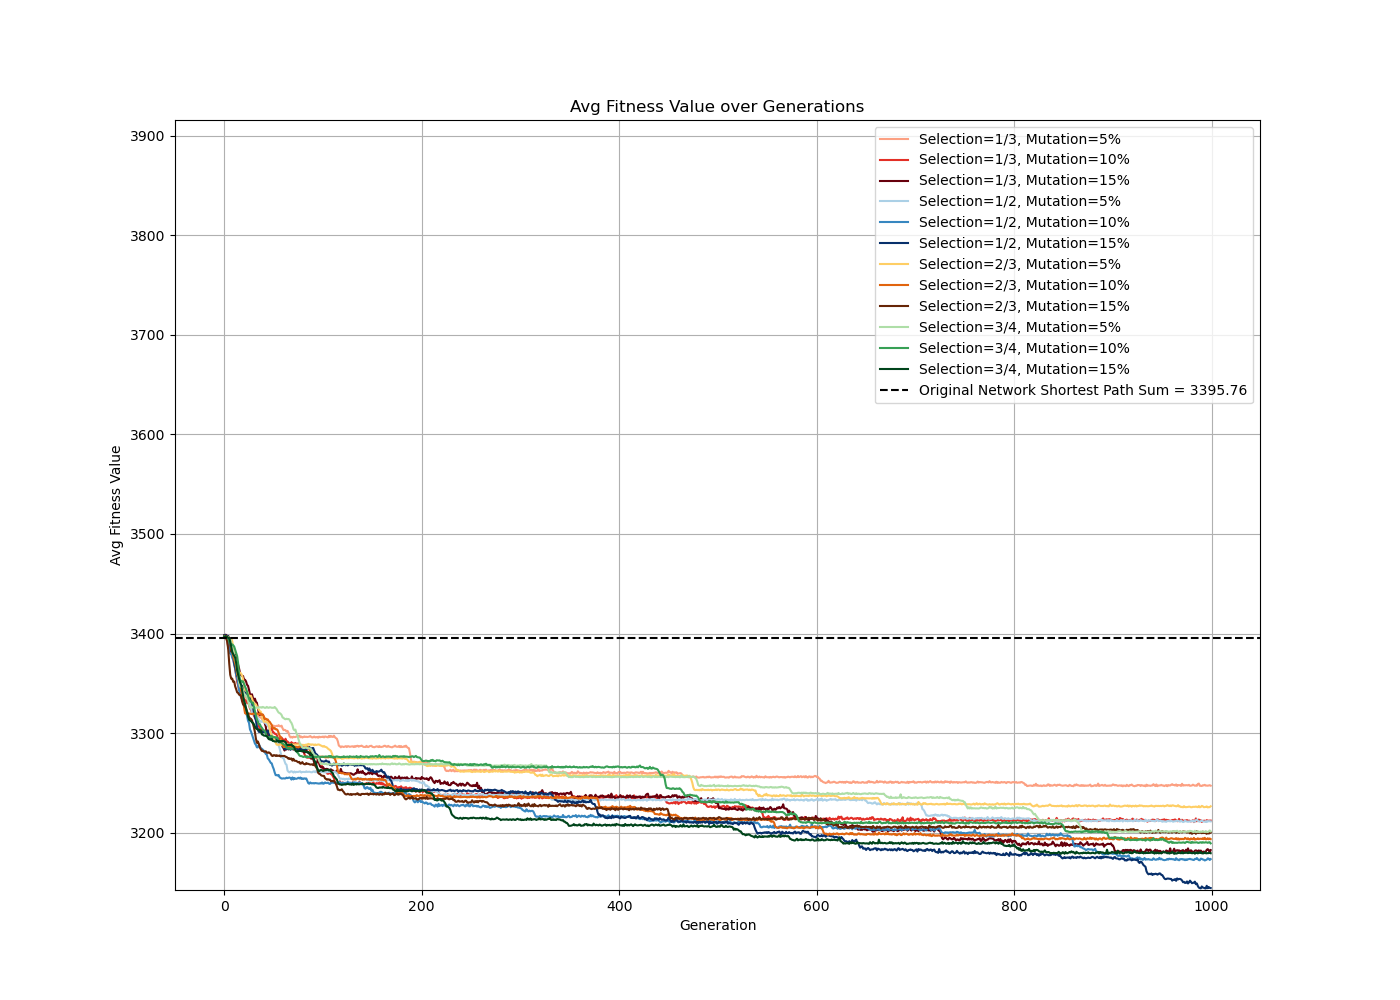 Avg Fitness Value over Generations
3900
3800
3700
3600
3500
3400
3300
3200
Avg Fitness Value
Selection=1/3, Mutation=5%
Selection=1/3, Mutation=10%
Selection=1/3, Mutation=15%
Selection=1/2, Mutation=5%
Selection=1/2, Mutation=10%
Selection=1/2, Mutation=15%
Selection=2/3, Mutation=5%
Selection=2/3, Mutation=10%
Selection=2/3, Mutation=15%
Selection=3/4, Mutation=5%
Selection=3/4, Mutation=10%
Selection=3/4, Mutation=15%
Original Network Shortest Path Sum = 3395.76
0 200 400 600 800 1000
Generation